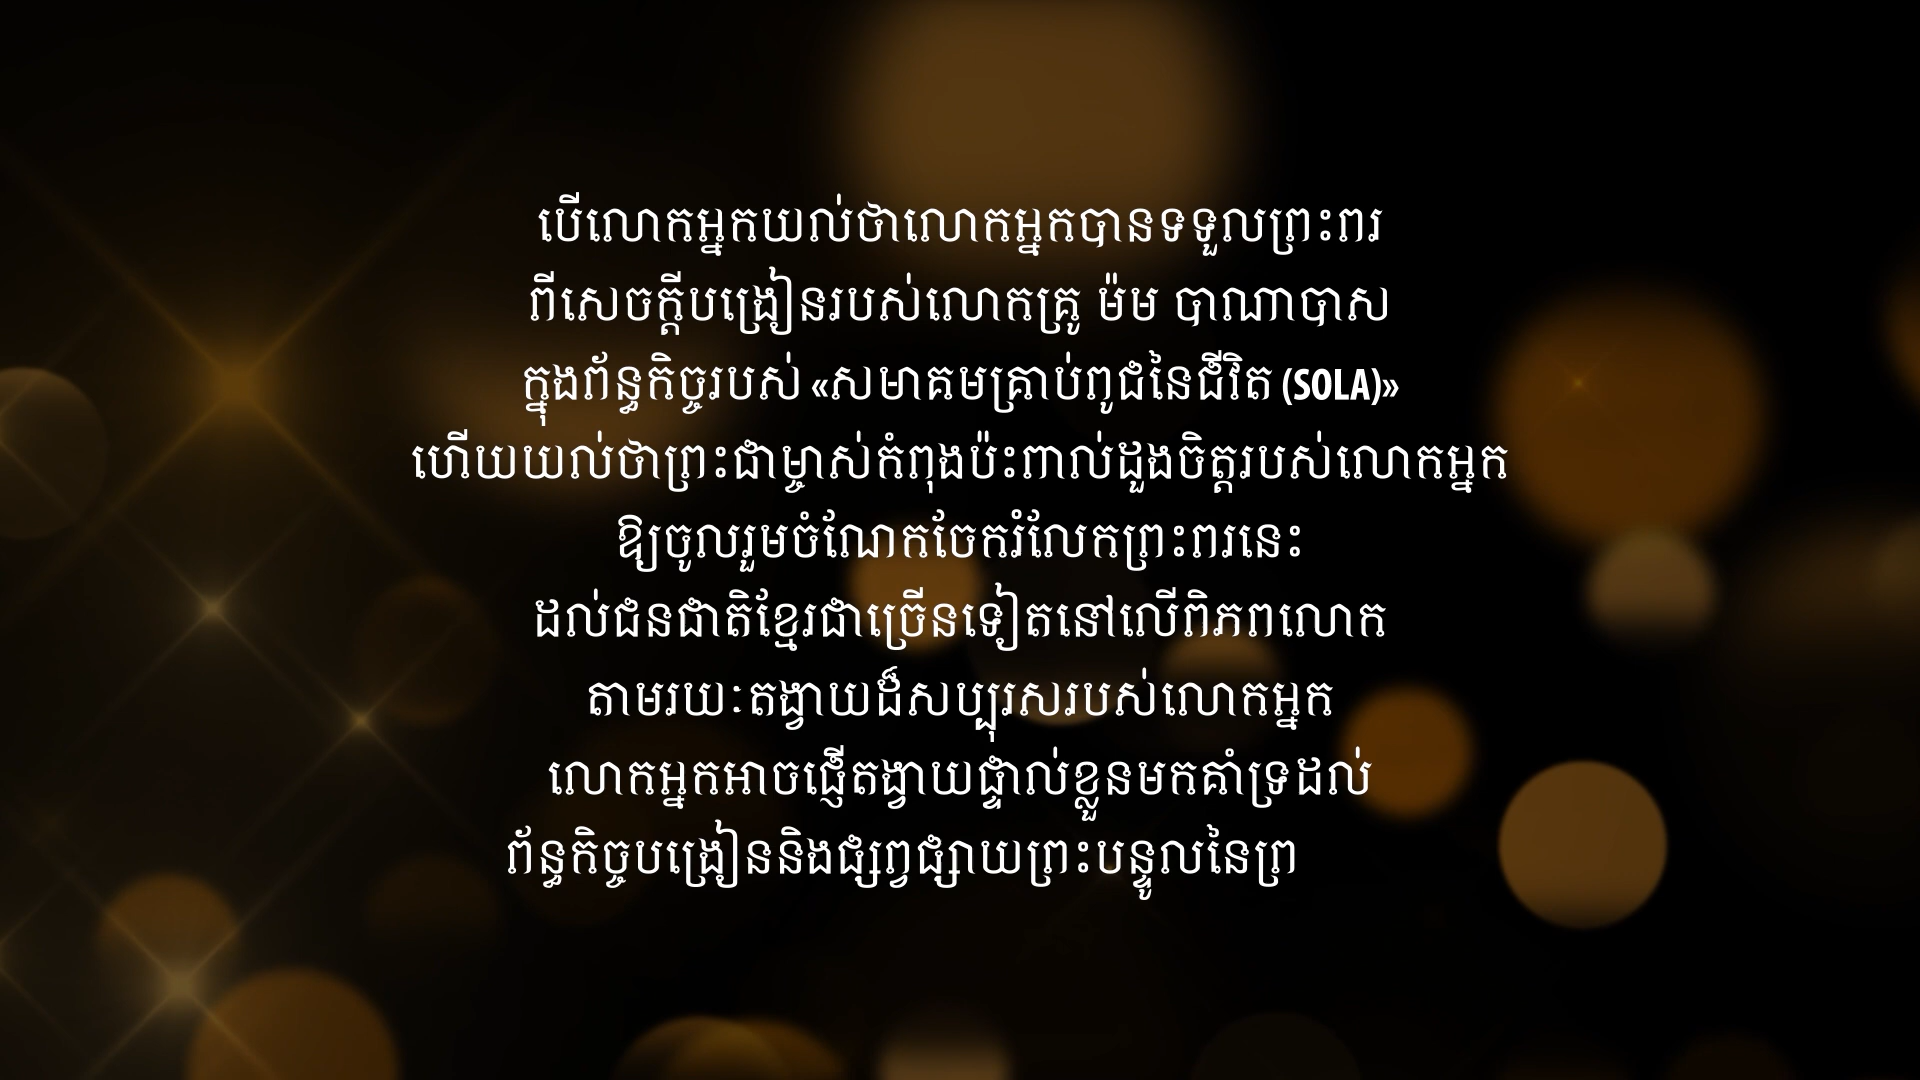 បើលោកអ្នកយល់ថាលោកអ្នកបានទទួលព្រះពរ
ពីសេចក្ដីបង្រៀនរបស់លោកគ្រូ ម៉ម បាណាបាស
ក្នុងព័ន្ធកិច្ចរបស់ «សមាគមគ្រាប់ពូជនៃជីវិត (SOLA)»
ហើយយល់ថាព្រះជាម្ចាស់កំពុងប៉ះពាល់ដួងចិត្តរបស់លោកអ្នក
ឱ្យចូលរួមចំណែកចែករំលែកព្រះពរនេះ
ដល់ជនជាតិខ្មែរជាច្រើនទៀតនៅលើពិភពលោក
តាមរយៈតង្វាយដ៏សប្បុរសរបស់លោកអ្នក
លោកអ្នកអាចផ្ញើតង្វាយផ្ទាល់ខ្លួនមកគាំទ្រដល់
ព័ន្ធកិច្ចបង្រៀននិងផ្សព្វផ្សាយព្រះបន្ទូលនៃព្រ